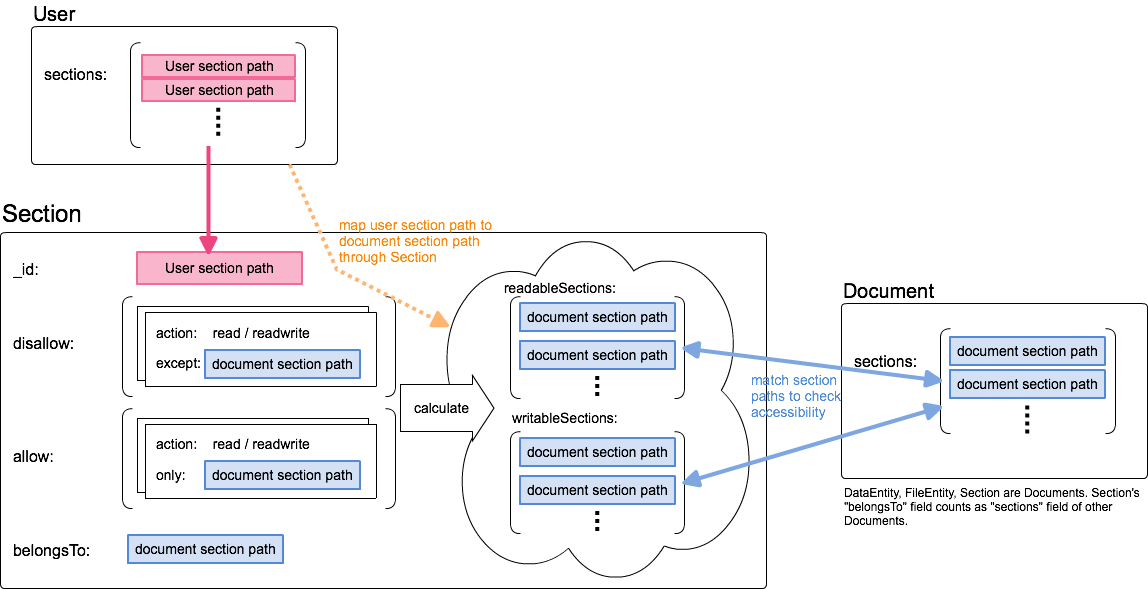 User
sections:
User section path
User section path
Section
map user section path to
document section path
through Section
_id:
User section path
disallow:
action: read / readwrite
except: document section path
allow:
action: read / readwrite
only: document section path
belongsTo:
document section path
calculate
readableSections:
document section path
document section path
writableSections:
document section path
document section path
match section
paths to check
accessibility
Document
sections:
document section path
document section path
DataEntity, FileEntity, Section are Documents. Section's
"belongsTo" field counts as "sections" field of other
Documents.